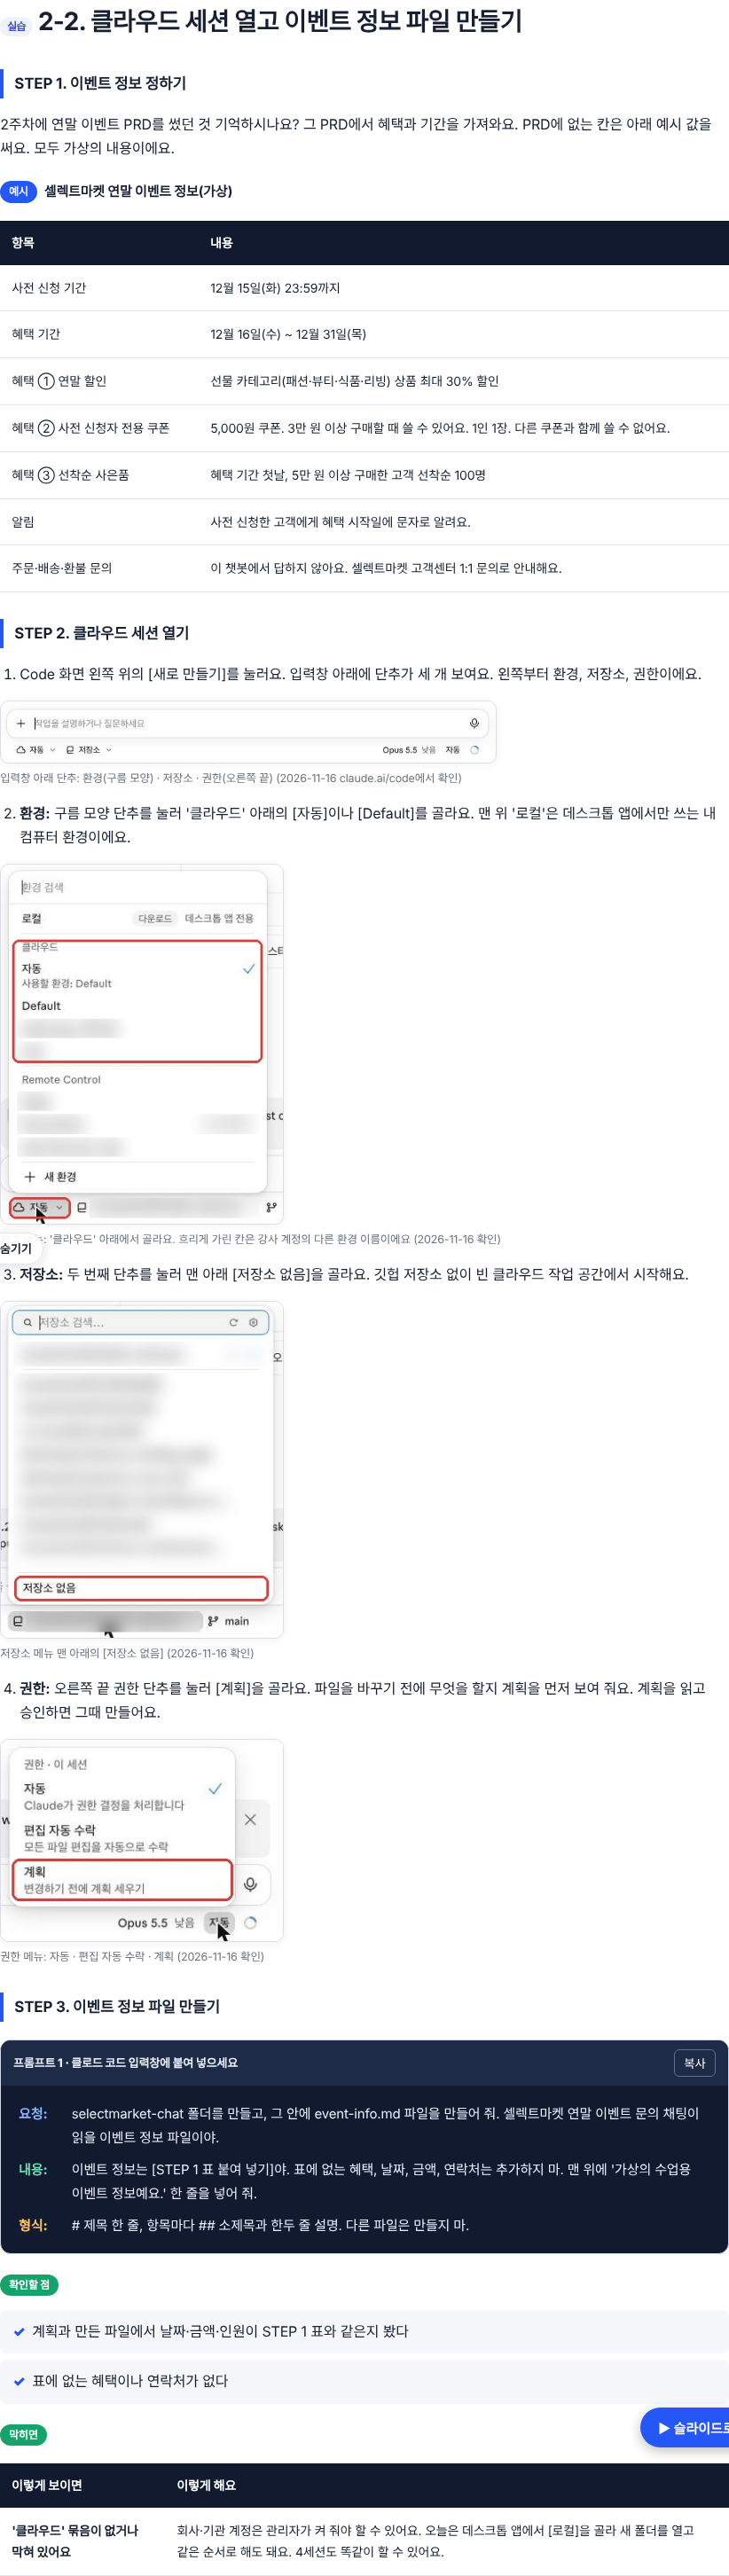 실습 2-2. 클라우드 세션 열고 이벤트 정보 파일 만들기
STEP 1. 이벤트 정보 정하기
2주차에 연말 이벤트 PRD를 썼던 것 기억하시나요? 그 PRD에서 혜택과 기간을 가져와요. PRD에 없는 칸은 아래 예시 값을
써요. 모두 가상의 내용이에요.
예시 셀렉트마켓 연말 이벤트 정보(가상)
항목 내용
사전 신청 기간 12월 15일(화) 23:59까지
혜택 기간 12월 16일(수) ~ 12월 31일(목)
혜택 ① 연말 할인 선물 카테고리(패션·뷰티·식품·리빙) 상품 최대 30% 할인
혜택 ② 사전 신청자 전용 쿠폰 5,000원 쿠폰. 3만 원 이상 구매할 때 쓸 수 있어요. 1인 1장. 다른 쿠폰과 함께 쓸 수 없어요.
혜택 ③ 선착순 사은품 혜택 기간 첫날, 5만 원 이상 구매한 고객 선착순 100명
알림 사전 신청한 고객에게 혜택 시작일에 문자로 알려요.
주문·배송·환불 문의 이 챗봇에서 답하지 않아요. 셀렉트마켓 고객센터 1:1 문의로 안내해요.
STEP 2. 클라우드 세션 열기
1. Code 화면 왼쪽 위의 [새로 만들기]를 눌러요. 입력창 아래에 단추가 세 개 보여요. 왼쪽부터 환경, 저장소, 권한이에요.
작업을 설명하거나 질문하세요
자동 저장소 Opus 5.5 낮음 자동
입력창 아래 단추: 환경(구름 모양) · 저장소 · 권한(오른쪽 끝) (2026-11-16 claude.ai/code에서 확인)
2. 환경: 구름 모양 단추를 눌러 '클라우드' 아래의 [자동]이나 [Default]를 골라요. 맨 위 '로컬'은 데스크톱 앱에서만 쓰는 내
컴퓨터 환경이에요.
환경 검색
로컬 다운로드 데스크톱 앱 전용
클라우드
스타
자동
사용할 환경: Default
Default
Remote Control
st c
+ 새 환경
자동
: '클라우드' 아래에서 골라요. 흐리게 가린 칸은 강사 계정의 다른 환경 이름이에요 (2026-11-16 확인)
숨기기
3. 저장소: 두 번째 단추를 눌러 맨 아래 [저장소 없음]을 골라요. 깃헙 저장소 없이 빈 클라우드 작업 공간에서 시작해요.
저장소 검색...
오
.2 sk
pu
저장소 없음
main
저장소 메뉴 맨 아래의 [저장소 없음] (2026-11-16 확인)
4. 권한: 오른쪽 끝 권한 단추를 눌러 [계획]을 골라요. 파일을 바꾸기 전에 무엇을 할지 계획을 먼저 보여 줘요. 계획을 읽고
승인하면 그때 만들어요.
권한 · 이 세션
자동
Claude가 권한 결정을 처리합니다
w
편집 자동 수락
모든 파일 편집을 자동으로 수락
계획
변경하기 전에 계획 세우기
Opus 5.5 낮음 자동
권한 메뉴: 자동 · 편집 자동 수락 · 계획 (2026-11-16 확인)
STEP 3. 이벤트 정보 파일 만들기
프롬프트 1 · 클로드 코드 입력창에 붙여 넣으세요 복사
요청: selectmarket-chat 폴더를 만들고, 그 안에 event-info.md 파일을 만들어 줘. 셀렉트마켓 연말 이벤트 문의 채팅이
읽을 이벤트 정보 파일이야.
내용: 이벤트 정보는 [STEP 1 표 붙여 넣기]야. 표에 없는 혜택, 날짜, 금액, 연락처는 추가하지 마. 맨 위에 '가상의 수업용
이벤트 정보예요.' 한 줄을 넣어 줘.
형식: # 제목 한 줄, 항목마다 ## 소제목과 한두 줄 설명. 다른 파일은 만들지 마.
확인할 점
계획과 만든 파일에서 날짜·금액·인원이 STEP 1 표와 같은지 봤다
표에 없는 혜택이나 연락처가 없다
막히면
▶ 슬라이드로
이렇게 보이면 이렇게 해요
'클라우드' 묶음이 없거나 막혀 있어요 회사·기관 계정은 관리자가 켜 줘야 할 수 있어요. 오늘은 데스크톱 앱에서 [로컬]을 골라 새 폴더를 열고
같은 순서로 해도 돼요. 4세션도 똑같이 할 수 있어요.